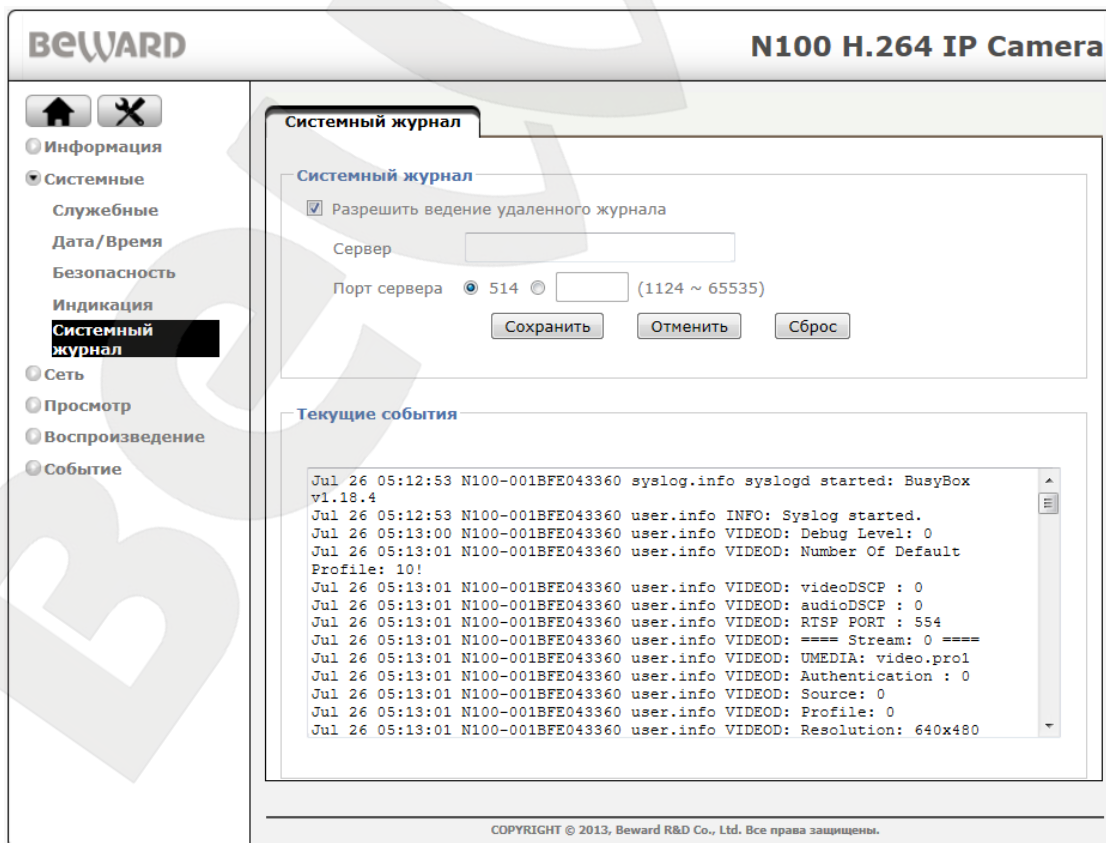 BEWARD
N100 H.264 IP Camera
Информация
Системные
Служебные
Дата/Время
Безопасность
Индикация
Системный
журнал
Сеть
Просмотр
Воспроизведение
Событие
Системный журнал
Системный журнал
Разрешить ведение удаленного журнала
Сервер
Порт сервера 514 (1124 ~ 65535)
Сохранить Отменить Сброс
Текущие события
Jul 26 05:12:53 N100-001BFE043360 syslog.info syslogd started: BusyBox
v1.18.4
Jul 26 05:12:53 N100-001BFE043360 user.info INFO: Syslog started.
Jul 26 05:13:00 N100-001BFE043360 user.info VIDEOD: Debug Level: 0
Jul 26 05:13:01 N100-001BFE043360 user.info VIDEOD: Number Of Default
Profile: 10!
Jul 26 05:13:01 N100-001BFE043360 user.info VIDEOD: videoDSCP : 0
Jul 26 05:13:01 N100-001BFE043360 user.info VIDEOD: audioDSCP : 0
Jul 26 05:13:01 N100-001BFE043360 user.info VIDEOD: RTSP PORT : 554
Jul 26 05:13:01 N100-001BFE043360 user.info VIDEOD: ==== Stream: 0 ====
Jul 26 05:13:01 N100-001BFE043360 user.info VIDEOD: UMEDIA: video.pro1
Jul 26 05:13:01 N100-001BFE043360 user.info VIDEOD: Authentication : 0
Jul 26 05:13:01 N100-001BFE043360 user.info VIDEOD: Source: 0
Jul 26 05:13:01 N100-001BFE043360 user.info VIDEOD: Profile: 0
Jul 26 05:13:01 N100-001BFE043360 user.info VIDEOD: Resolution: 640x480
COPYRIGHT © 2013, Beward R&D Co., Ltd. Все права защищены.